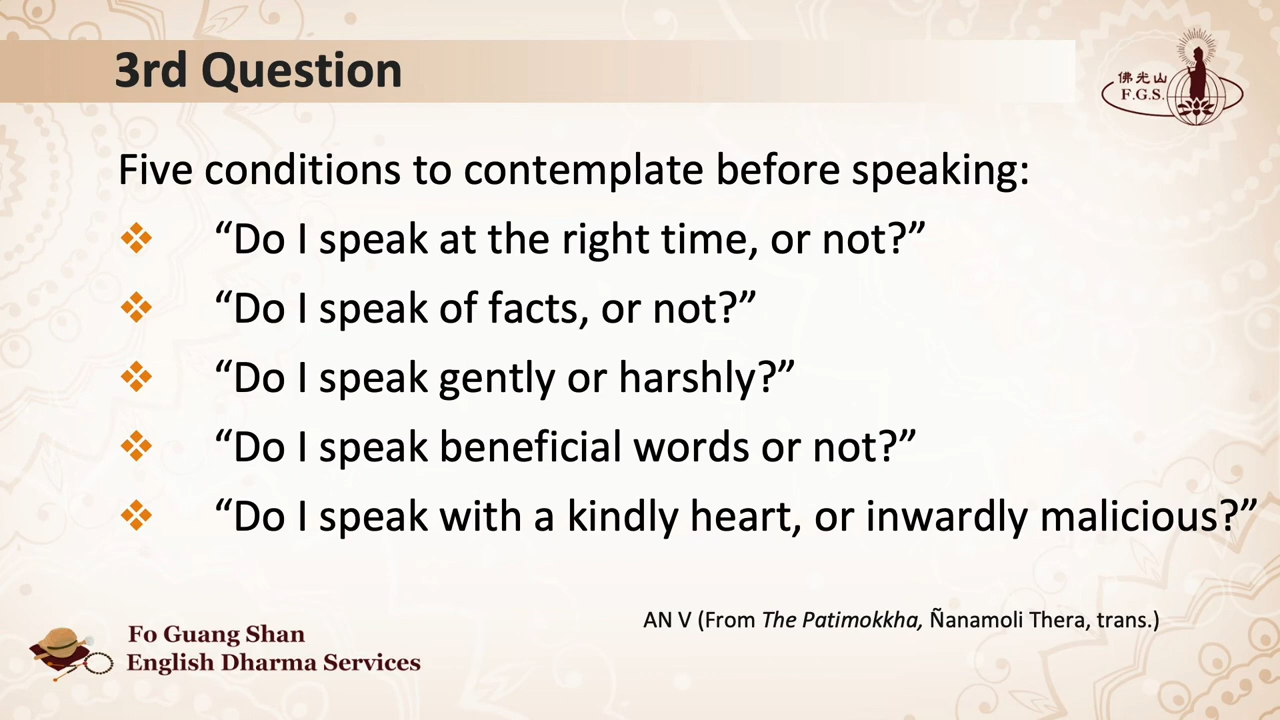 3rd Question
佛光山
F.G.S.
Five conditions to contemplate before speaking:
❖ “Do I speak at the right time, or not?”
❖ “Do I speak of facts, or not?”
❖ “Do I speak gently or harshly?”
❖ “Do I speak beneficial words or not?”
❖ “Do I speak with a kindly heart, or inwardly malicious?”
AN V (From The Patimokkha, Ñanamoli Thera, trans.)
Fo Guang Shan
English Dharma Services